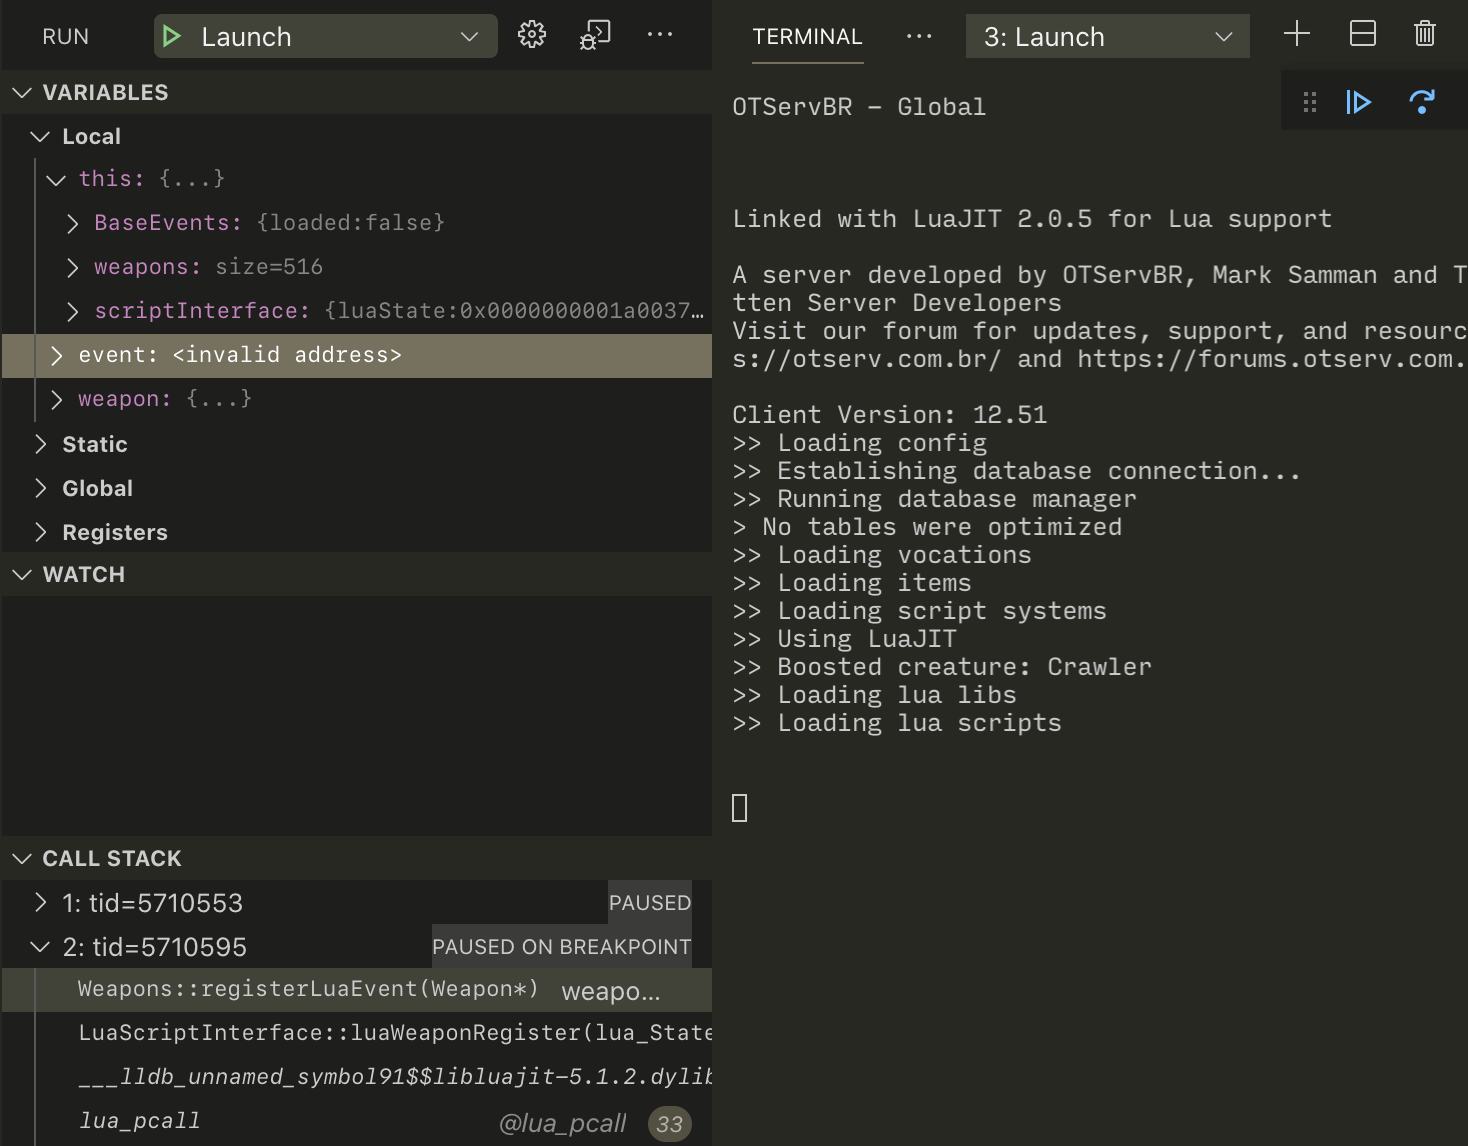 RUN
Launch
VARIABLES
Local
this: {...}
BaseEvents: {loaded:false}
weapons: size=516
scriptInterface: {luaState:0x0000000001a0037…
event: <invalid address>
weapon: {...}
Static
Global
Registers
WATCH
CALL STACK
1: tid=5710553 PAUSED
2: tid=5710595 PAUSED ON BREAKPOINT
Weapons::registerLuaEvent(Weapon*) weapo...
LuaScriptInterface::luaWeaponRegister(lua_State
___lldb_unnamed_symbol91$$libluajit-5.1.2.dylib
lua_pcall @lua_pcall 33
TERMINAL
3: Launch
OTServBR - Global
Linked with LuaJIT 2.0.5 for Lua support
A server developed by OTServBR, Mark Samman and T
tten Server Developers
Visit our forum for updates, support, and resourc
s://otserv.com.br/ and https://forums.otserv.com.
Client Version: 12.51
>> Loading config
>> Establishing database connection...
>> Running database manager
> No tables were optimized
>> Loading vocations
>> Loading items
>> Loading script systems
>> Using LuaJIT
>> Boosted creature: Crawler
>> Loading lua libs
>> Loading lua scripts